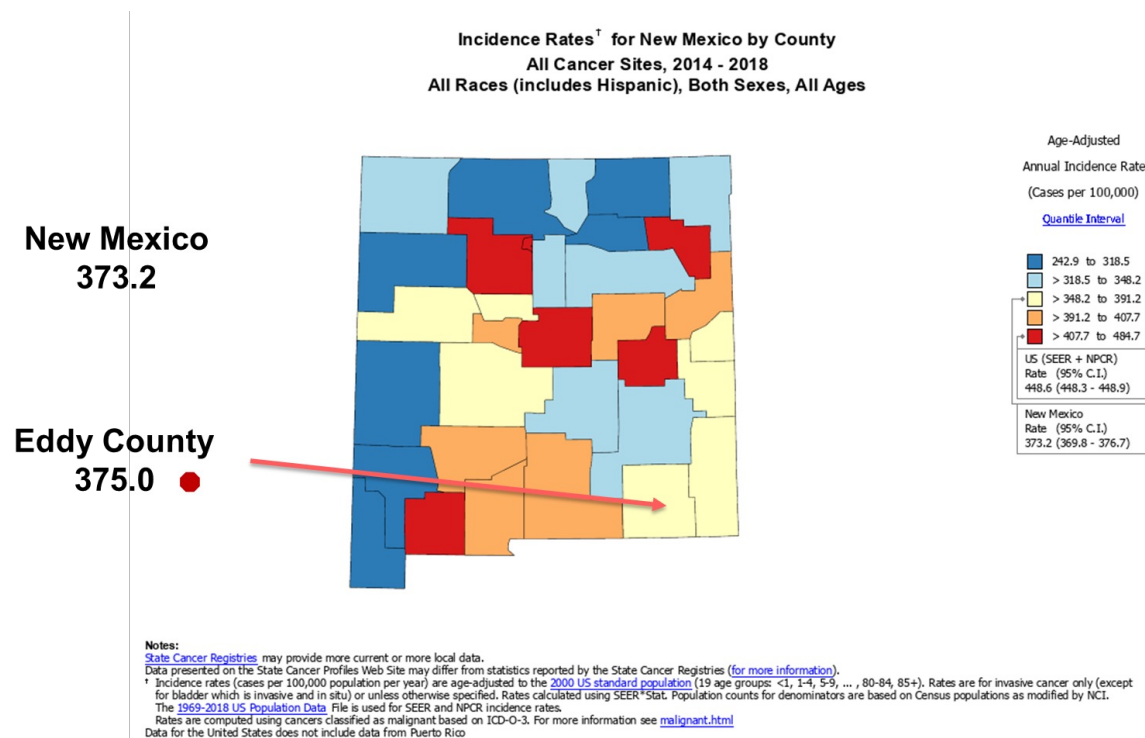 Incidence Rates† for New Mexico by County
All Cancer Sites, 2014 - 2018
All Races (includes Hispanic), Both Sexes, All Ages
New Mexico
373.2
Eddy County
375.0
Age-Adjusted
Annual Incidence Rate
(Cases per 100,000)
Quantile Interval
242.9 to 318.5
> 318.5 to 348.2
> 348.2 to 391.2
> 391.2 to 407.7
> 407.7 to 484.7
US (SEER + NPCR)
Rate (95% C.I.)
448.6 (448.3 - 448.9)
New Mexico
Rate (95% C.I.)
373.2 (369.8 - 376.7)
Notes:
State Cancer Registries may provide more current or more local data.
Data presented on the State Cancer Profiles Web Site may differ from statistics reported by the State Cancer Registries (for more information).
† Incidence rates (cases per 100,000 population per year) are age-adjusted to the 2000 US standard population (19 age groups: <1, 1-4, 5-9, ... , 80-84, 85+). Rates are for invasive cancer only (except
for bladder which is invasive and in situ) or unless otherwise specified. Rates calculated using SEER*Stat. Population counts for denominators are based on Census populations as modified by NCI.
The 1969-2018 US Population Data File is used for SEER and NPCR incidence rates.
Rates are computed using cancers classified as malignant based on ICD-O-3. For more information see malignant.html
Data for the United States does not include data from Puerto Rico